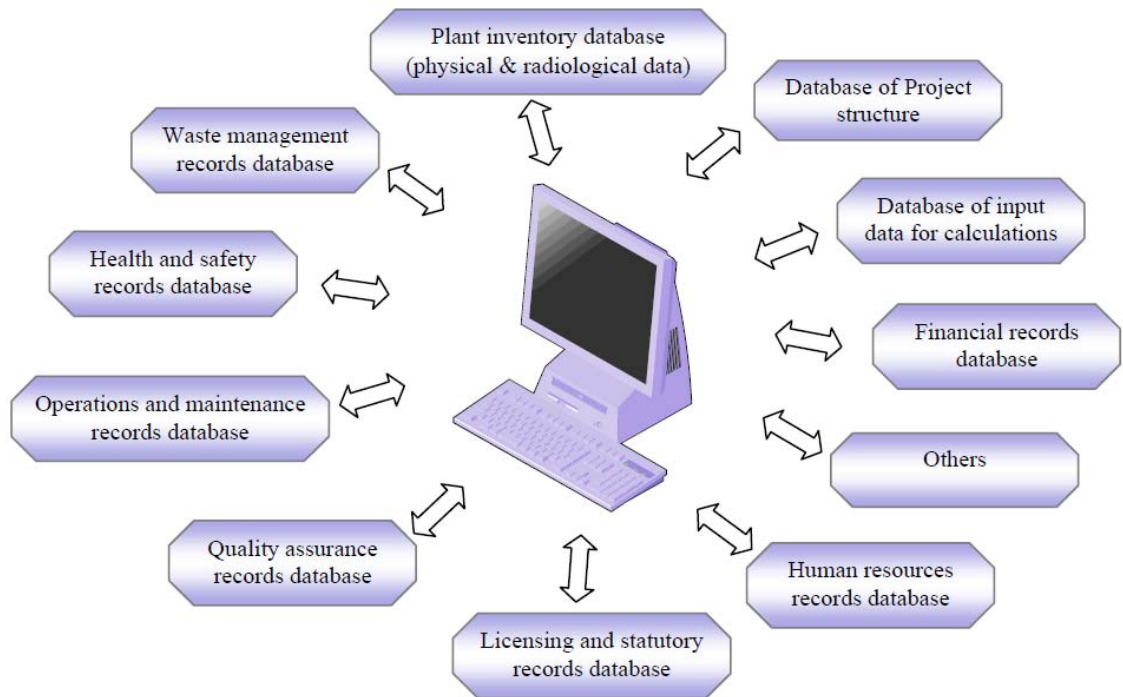 Plant inventory database
(physical & radiological data)
Database of Project
structure
Waste management
records database
Database of input
data for calculations
Health and safety
records database
Financial records
database
Operations and maintenance
records database
Others
Quality assurance
records database
Human resources
records database
Licensing and statutory
records database